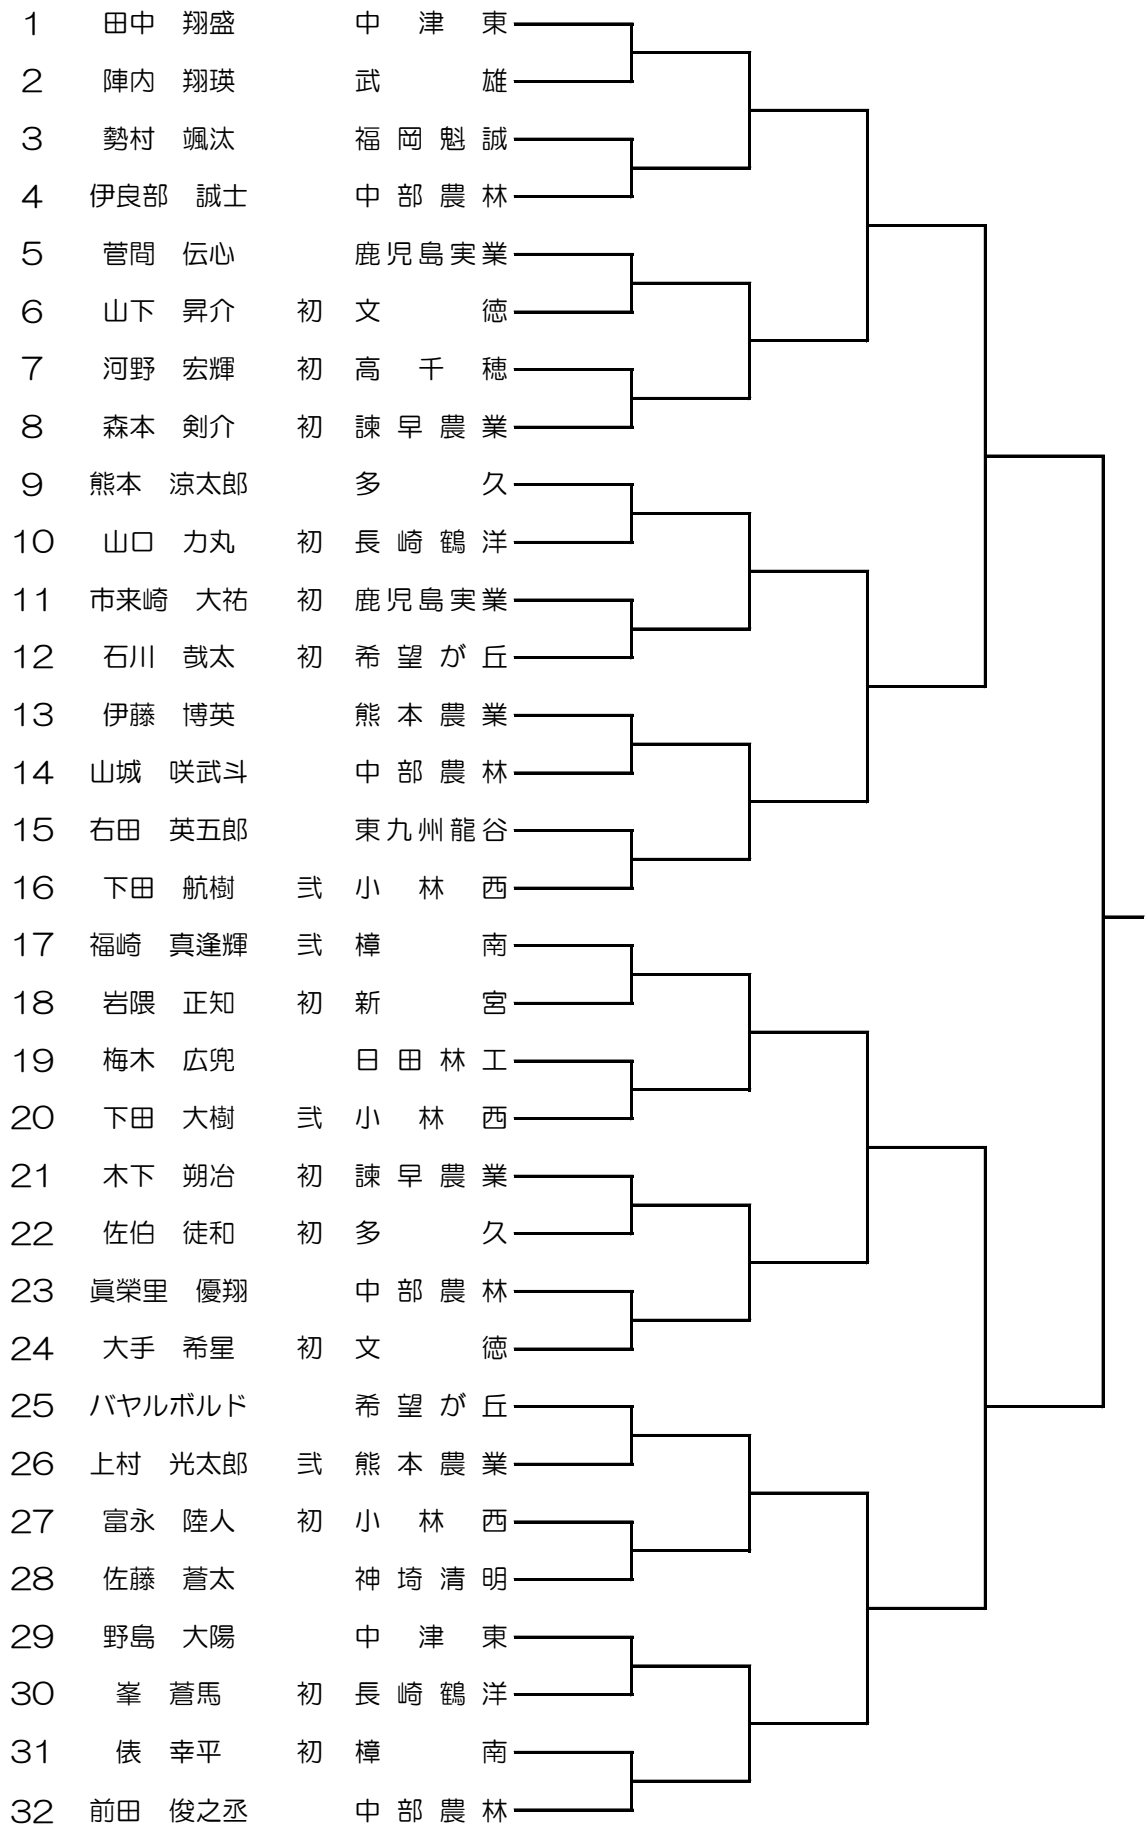 1 田中 翔盛 中津東
2 陣内 翔瑛 武雄
3 勢村 颯汰 福岡魁誠
4 伊良部 誠士 中部農林
5 菅間 伝心 鹿児島実業
6 山下 昇介 初 文徳
7 河野 宏輝 初 高千穂
8 森本 剣介 初 諫早農業
9 熊本 涼太郎 多久
10 山口 力丸 初 長崎鶴洋
11 市来崎 大祐 初 鹿児島実業
12 石川 哉太 初 希望が丘
13 伊藤 博英 熊本農業
14 山城 咲武斗 中部農林
15 右田 英五郎 東九州龍谷
16 下田 航樹 弐 小林西
17 福崎 真逢輝 弐 樟南
18 岩隈 正知 初 新宮
19 梅木 広兜 日田林工
20 下田 大樹 弐 小林西
21 木下 朔冶 初 諫早農業
22 佐伯 徒和 初 多久
23 眞榮里 優翔 中部農林
24 大手 希星 初 文徳
25 バヤルボルド 希望が丘
26 上村 光太郎 弐 熊本農業
27 富永 陸人 初 小林西
28 佐藤 蒼太 神埼清明
29 野島 大陽 中津東
30 峯 蒼馬 初 長崎鶴洋
31 俵 幸平 初 樟南
32 前田 俊之丞 中部農林